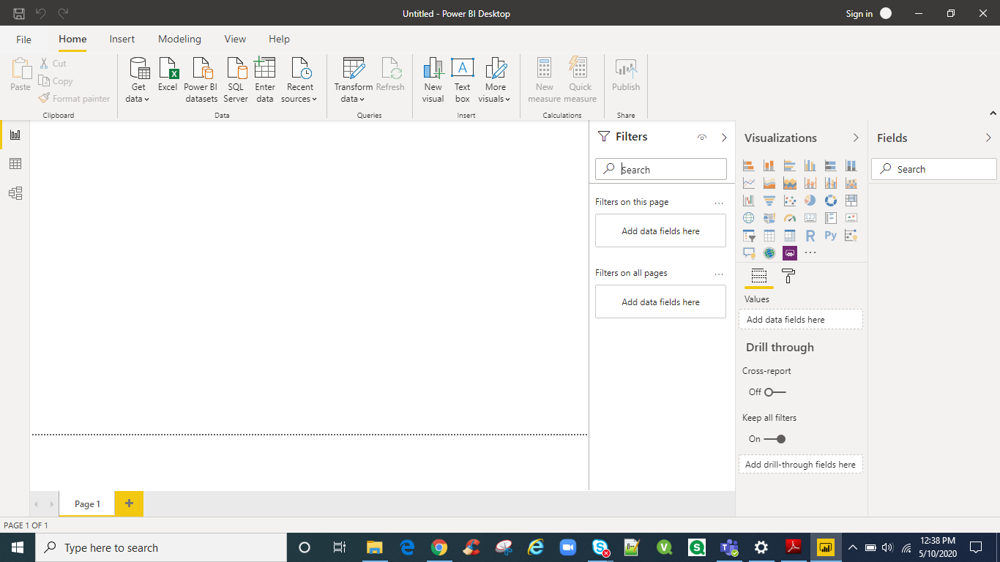 Untitled - Power BI Desktop
Sign in
File Home Insert Modeling View Help
Paste
Cut
Copy
Format painter
Clipboard
Get data
Excel
Power BI datasets
SQL Server
Enter data
Recent sources
Data
Transform data
Refresh
Queries
New visual
Text box
More visuals
Insert
New measure
Quick measure
Calculations
Publish
Share
Filters
Search
Filters on this page
...
Add data fields here
Filters on all pages
...
Add data fields here
Visualizations
123
R
Py
...
Values
Add data fields here
Drill through
Cross-report
Off
Keep all filters
On
Add drill-through fields here
Fields
Search
Page 1
PAGE 1 OF 1
Type here to search
12:38 PM
5/10/2020